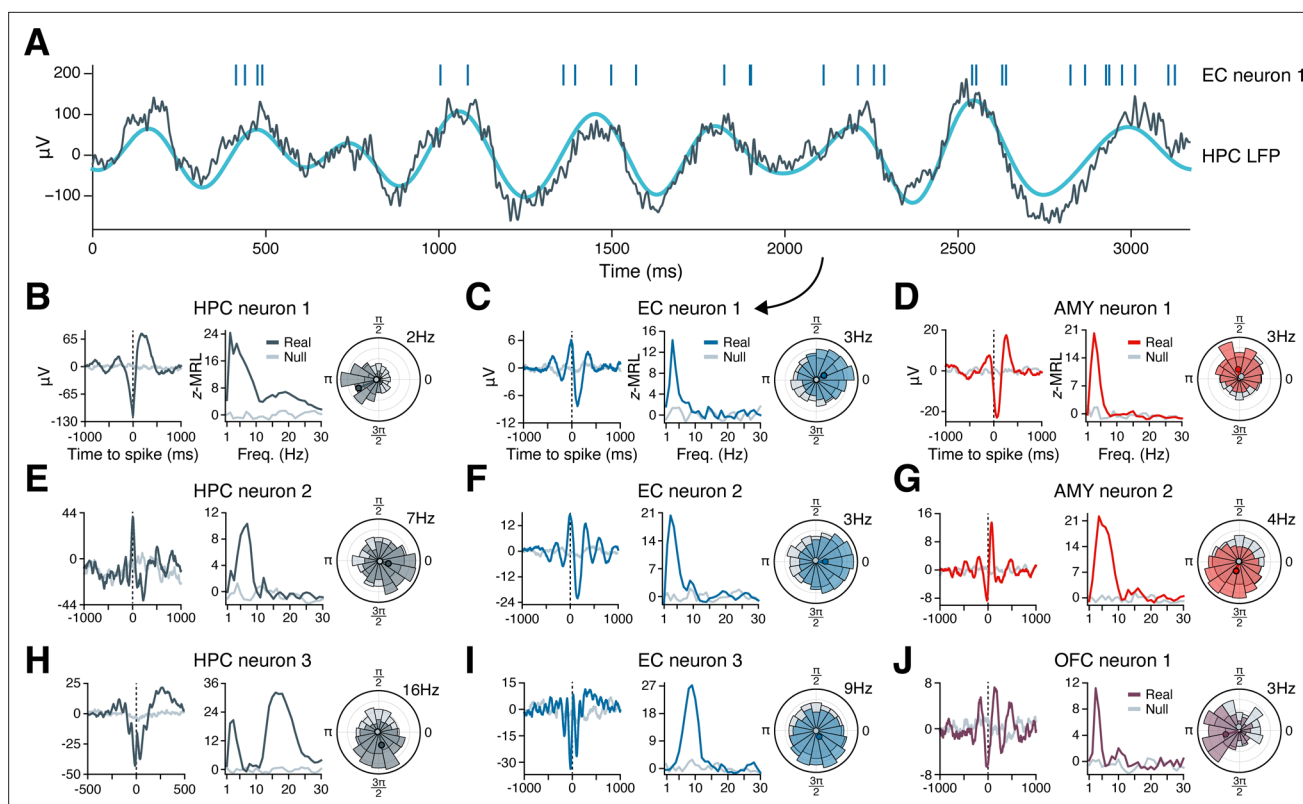 A
200
100
0
−100
μV
EC neuron 1
HPC LFP
0 500 1000 1500 2000 2500 3000
Time (ms)
B
HPC neuron 1
65
0
-65
-130
μV
-1000 0 1000
Time to spike (ms)
24
16
8
0
z-MRL
Real
Null
1 10 20 30
Freq. (Hz)
2Hz
π/2
π
0
3π/2
C
EC neuron 1
6
0
-6
-12
μV
-1000 0 1000
Time to spike (ms)
16
12
8
4
0
z-MRL
Real
Null
1 10 20 30
Freq. (Hz)
3Hz
π/2
π
0
3π/2
D
AMY neuron 1
20
0
-20
μV
-1000 0 1000
Time to spike (ms)
21
14
7
0
z-MRL
Real
Null
1 10 20 30
Freq. (Hz)
3Hz
π/2
π
0
3π/2
E
HPC neuron 2
44
0
-44
-1000 0 1000
12
8
4
0
1 10 20 30
7Hz
π/2
π
0
3π/2
F
EC neuron 2
12
0
-12
-24
-1000 0 1000
21
14
7
0
1 10 20 30
3Hz
π/2
π
0
3π/2
G
AMY neuron 2
16
8
0
-8
-1000 0 1000
21
14
7
0
1 10 20 30
4Hz
π/2
π
0
3π/2
H
HPC neuron 3
25
0
-25
-50
-500 0 500
36
24
12
0
1 10 20 30
16Hz
π/2
π
0
3π/2
I
EC neuron 3
15
0
-15
-30
-1000 0 1000
27
18
9
0
1 10 20 30
9Hz
π/2
π
0
3π/2
J
OFC neuron 1
8
0
-8
-1000 0 1000
12
8
4
0
Real
Null
1 10 20 30
3Hz
π/2
π
0
3π/2